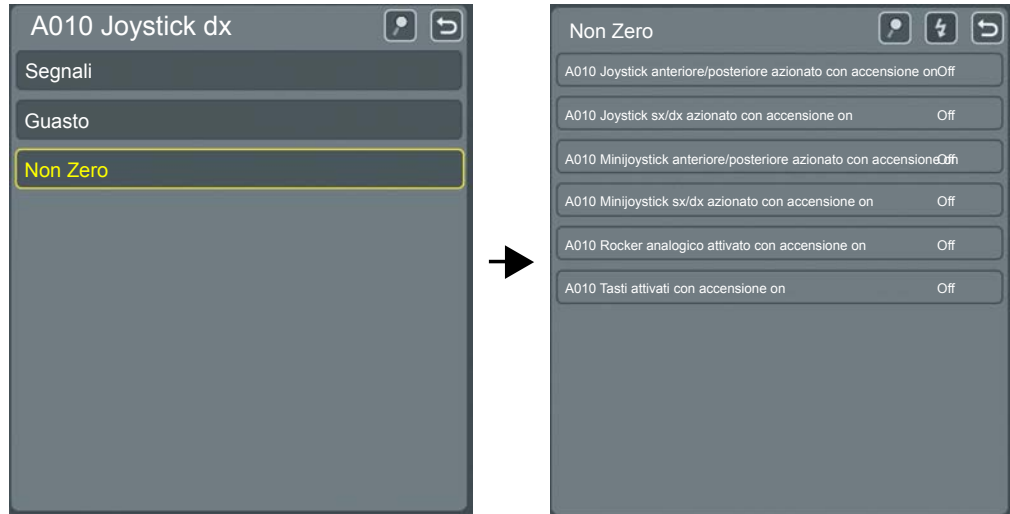 A010 Joystick dx
Segnali
Guasto
Non Zero
Non Zero
A010 Joystick anteriore/posteriore azionato con accensione on Off
A010 Joystick sx/dx azionato con accensione on Off
A010 Minijoystick anteriore/posteriore azionato con accensione on Off
A010 Minijoystick sx/dx azionato con accensione on Off
A010 Rocker analogico attivato con accensione on Off
A010 Tasti attivati con accensione on Off